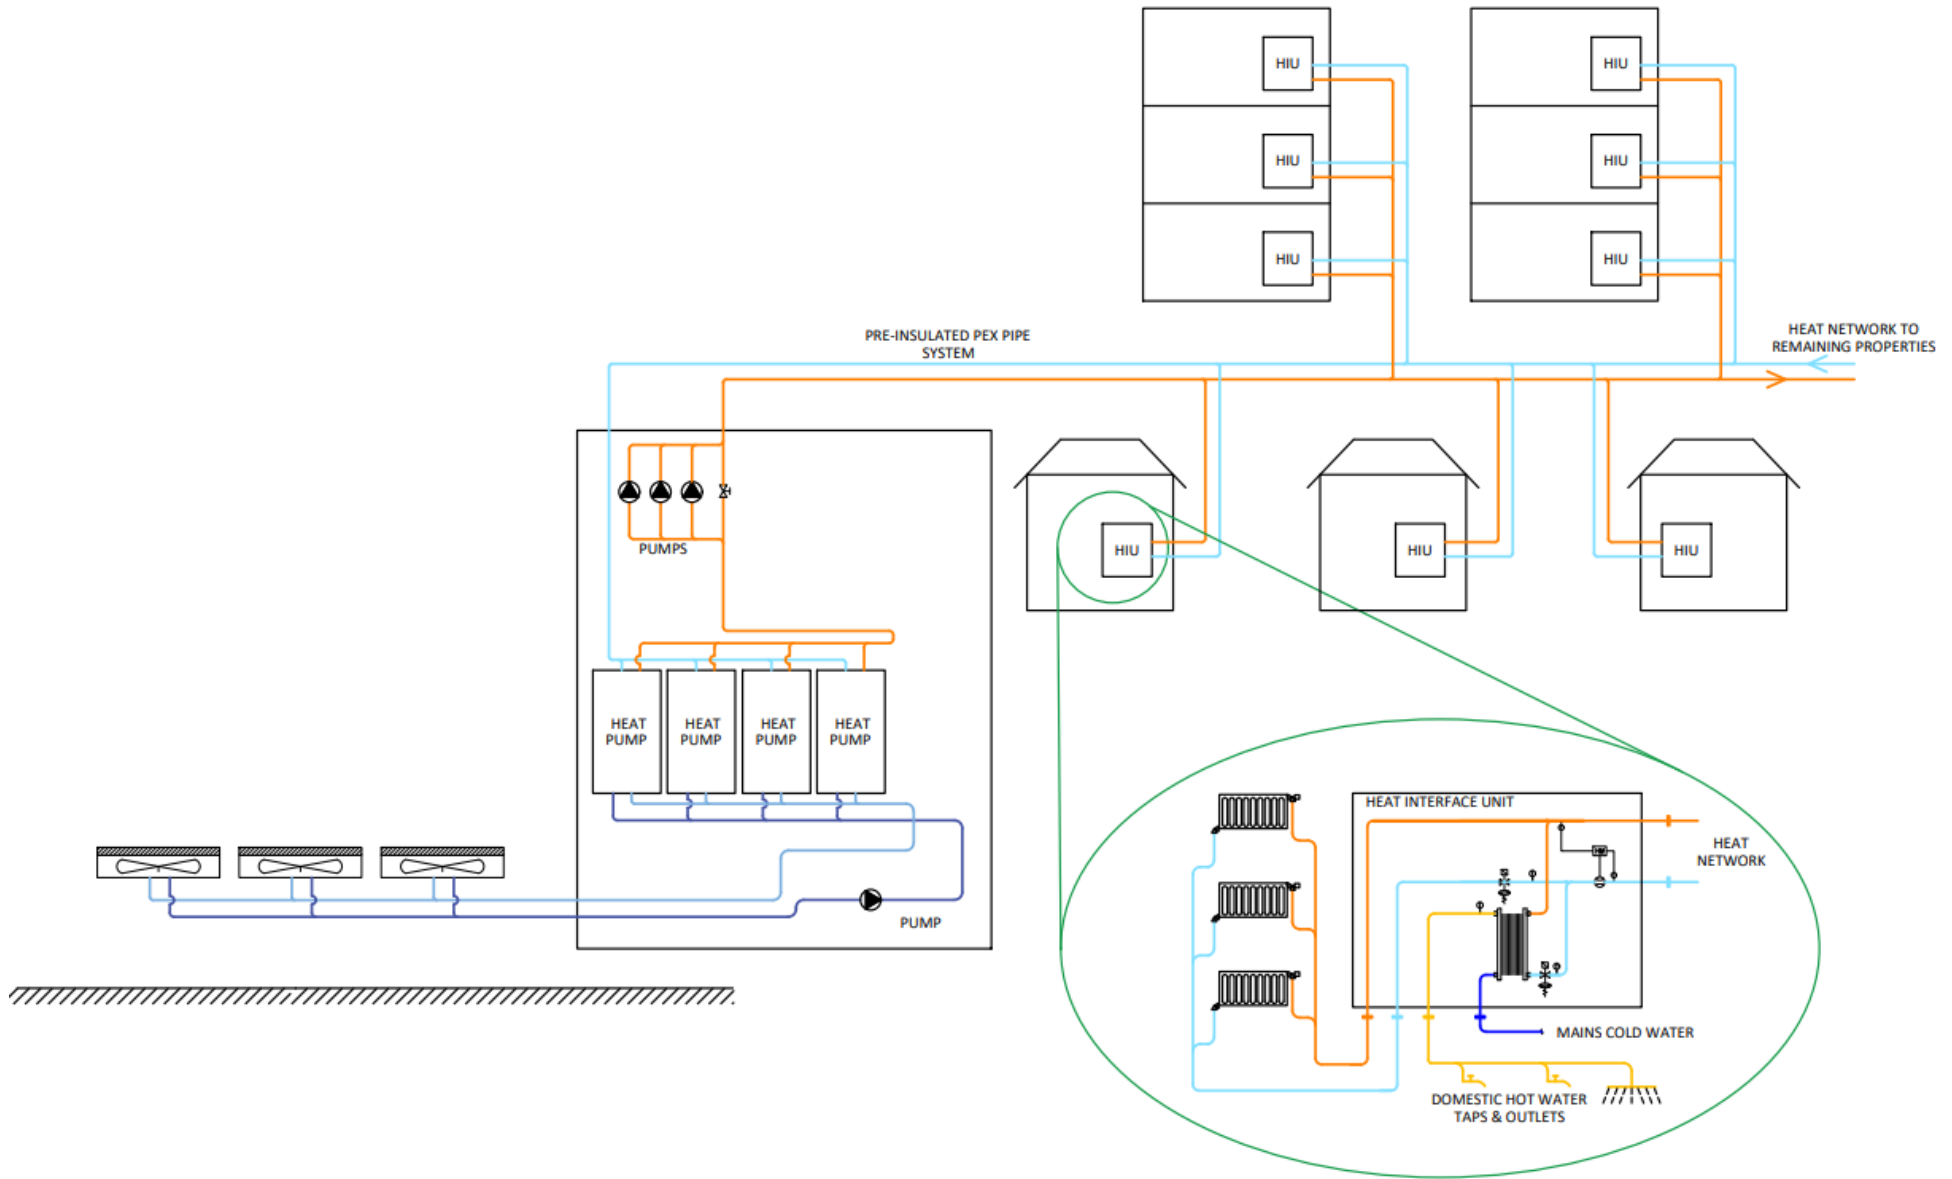 HIU
HIU
HIU
HIU
HIU
HIU
PRE-INSULATED PEX PIPE
SYSTEM
HEAT NETWORK TO
REMAINING PROPERTIES
PUMPS
HIU
HIU
HIU
HEAT
PUMP
HEAT
PUMP
HEAT
PUMP
HEAT
PUMP
PUMP
HEAT INTERFACE UNIT
HEAT
NETWORK
MAINS COLD WATER
DOMESTIC HOT WATER
TAPS & OUTLETS